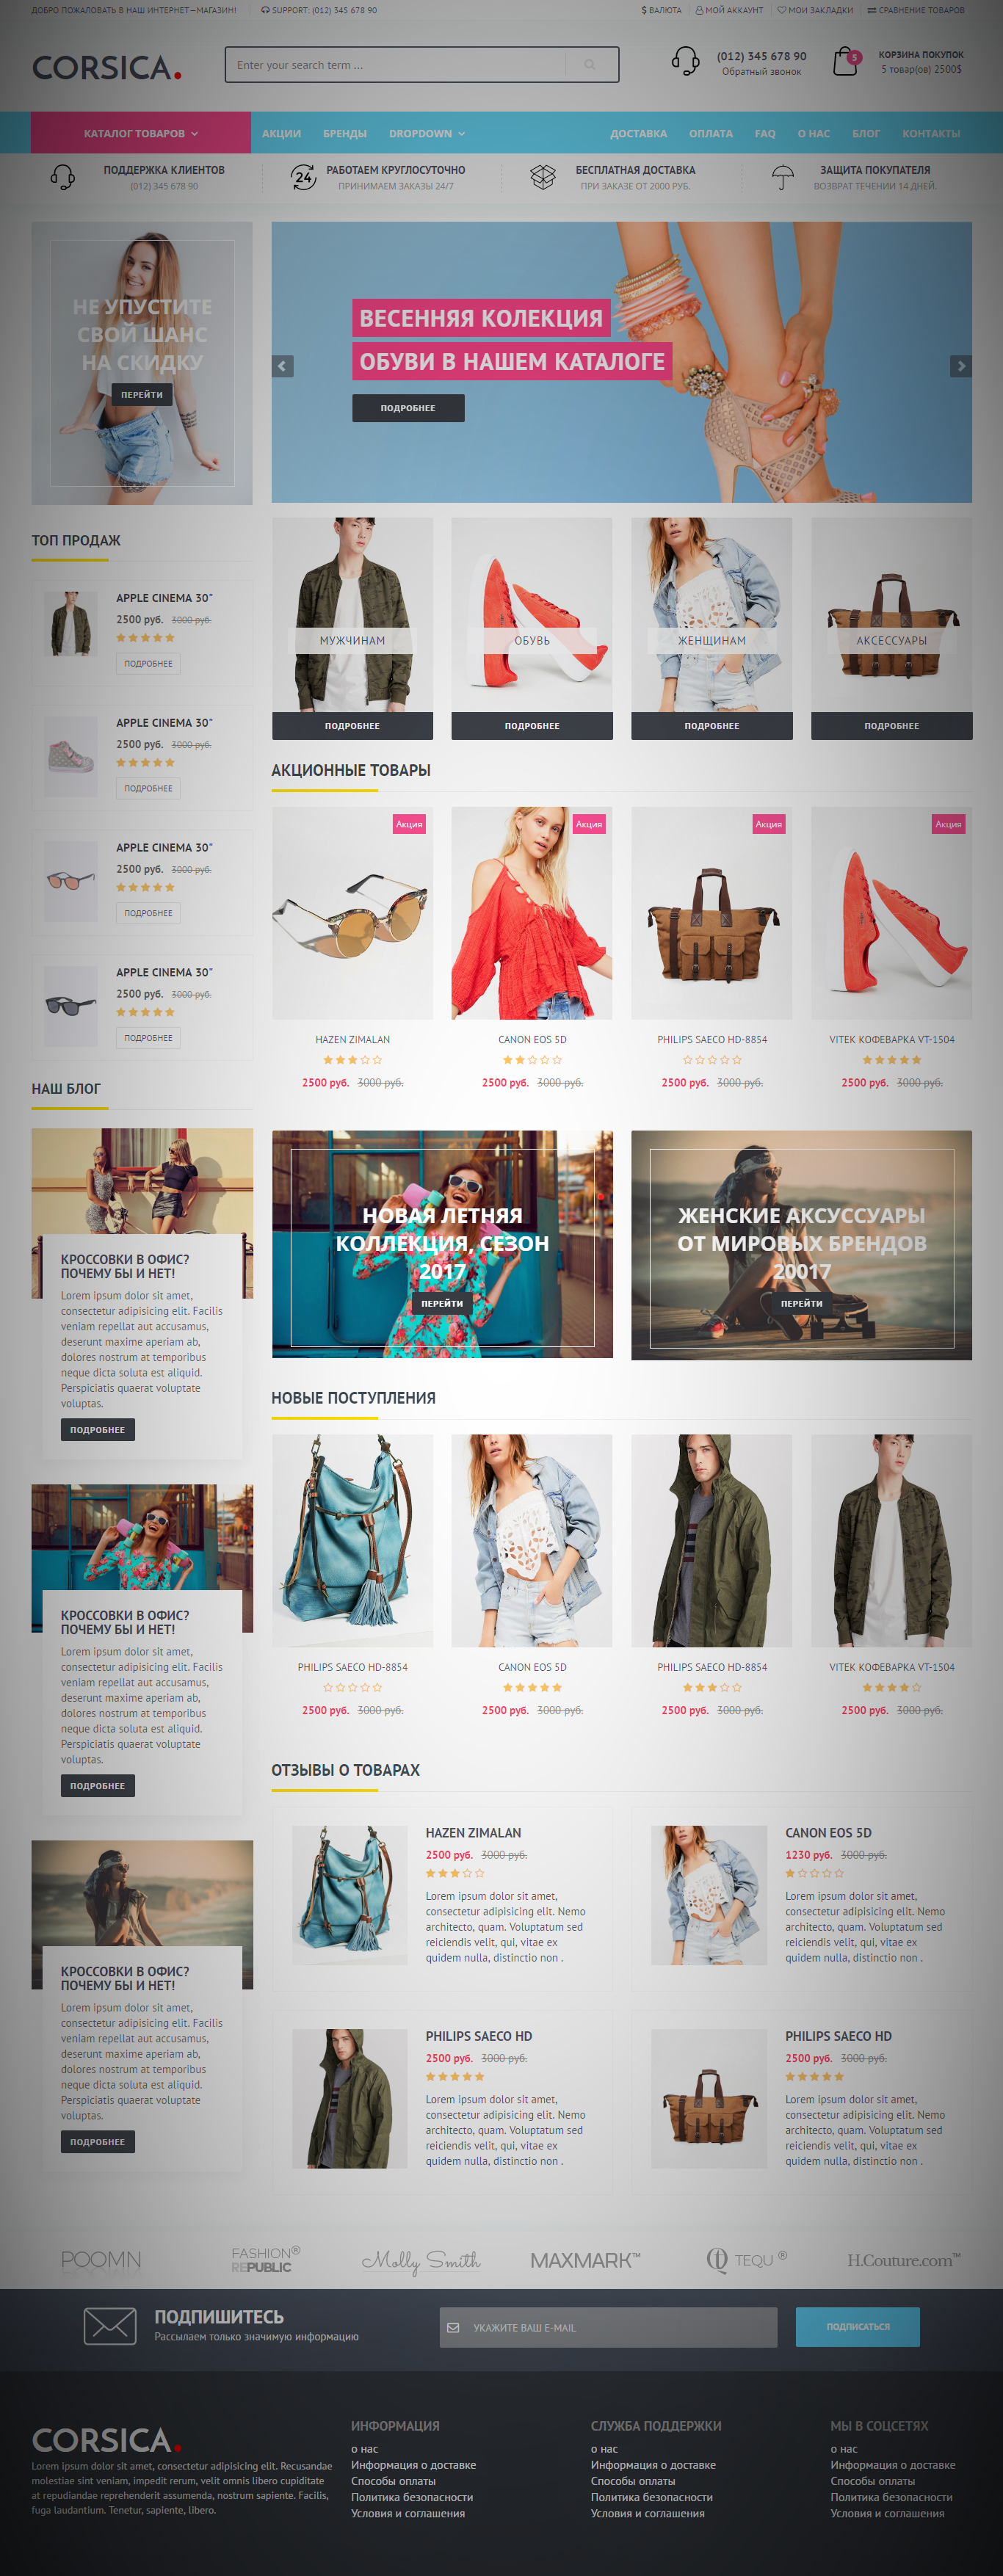 ДОБРО ПОЖАЛОВАТЬ В НАШ ИНТЕРНЕТ—МАГАЗИН!
SUPPORT: (012) 345 678 90
$ ВАЛЮТА
МОЙ АККАУНТ
МОИ ЗАКЛАДКИ
СРАВНЕНИЕ ТОВАРОВ
CORSICA.
Enter your search term ...
(012) 345 678 90
Обратный звонок
5
КОРЗИНА ПОКУПОК
5 товар(ов) 2500$
КАТАЛОГ ТОВАРОВ
АКЦИИ
БРЕНДЫ
DROPDOWN
ДОСТАВКА
ОПЛАТА
FAQ
О НАС
БЛОГ
КОНТАКТЫ
ПОДДЕРЖКА КЛИЕНТОВ
(012) 345 678 90
24
РАБОТАЕМ КРУГЛОСУТОЧНО
ПРИНИМАЕМ ЗАКАЗЫ 24/7
БЕСПЛАТНАЯ ДОСТАВКА
ПРИ ЗАКАЗЕ ОТ 2000 РУБ.
ЗАЩИТА ПОКУПАТЕЛЯ
ВОЗВРАТ ТЕЧЕНИИ 14 ДНЕЙ.
НЕ УПУСТИТЕ
СВОЙ ШАНС
НА СКИДКУ
ПЕРЕЙТИ
ВЕСЕННЯЯ КОЛЕКЦИЯ
ОБУВИ В НАШЕМ КАТАЛОГЕ
ПОДРОБНЕЕ
ТОП ПРОДАЖ
APPLE CINEMA 30"
2500 руб. 3000 руб.
ПОДРОБНЕЕ
APPLE CINEMA 30"
2500 руб. 3000 руб.
ПОДРОБНЕЕ
APPLE CINEMA 30"
2500 руб. 3000 руб.
ПОДРОБНЕЕ
APPLE CINEMA 30"
2500 руб. 3000 руб.
ПОДРОБНЕЕ
НАШ БЛОГ
КРОССОВКИ В ОФИС?
ПОЧЕМУ БЫ И НЕТ!
Lorem ipsum dolor sit amet,
consectetur adipisicing elit. Facilis
veniam repellat aut accusamus,
deserunt maxime aperiam ab,
dolores nostrum at temporibus
neque dicta soluta est aliquid.
Perspiciatis quaerat voluptate
voluptas.
ПОДРОБНЕЕ
КРОССОВКИ В ОФИС?
ПОЧЕМУ БЫ И НЕТ!
Lorem ipsum dolor sit amet,
consectetur adipisicing elit. Facilis
veniam repellat aut accusamus,
deserunt maxime aperiam ab,
dolores nostrum at temporibus
neque dicta soluta est aliquid.
Perspiciatis quaerat voluptate
voluptas.
ПОДРОБНЕЕ
КРОССОВКИ В ОФИС?
ПОЧЕМУ БЫ И НЕТ!
Lorem ipsum dolor sit amet,
consectetur adipisicing elit. Facilis
veniam repellat aut accusamus,
deserunt maxime aperiam ab,
dolores nostrum at temporibus
neque dicta soluta est aliquid.
Perspiciatis quaerat voluptate
voluptas.
ПОДРОБНЕЕ
МУЖЧИНАМ
ПОДРОБНЕЕ
ОБУВЬ
ПОДРОБНЕЕ
ЖЕНЩИНАМ
ПОДРОБНЕЕ
АКСЕССУАРЫ
ПОДРОБНЕЕ
АКЦИОННЫЕ ТОВАРЫ
Акция
HAZEN ZIMALAN
2500 руб. 3000 руб.
Акция
CANON EOS 5D
2500 руб. 3000 руб.
Акция
PHILIPS SAECO HD-8854
2500 руб. 3000 руб.
Акция
VITEK КОФЕВАРКА VT-1504
2500 руб. 3000 руб.
НОВАЯ ЛЕТНЯЯ
КОЛЛЕКЦИЯ, СЕЗОН
2017
ПЕРЕЙТИ
ЖЕНСКИЕ АКСУССУАРЫ
ОТ МИРОВЫХ БРЕНДОВ
20017
ПЕРЕЙТИ
НОВЫЕ ПОСТУПЛЕНИЯ
PHILIPS SAECO HD-8854
2500 руб. 3000 руб.
CANON EOS 5D
2500 руб. 3000 руб.
PHILIPS SAECO HD-8854
2500 руб. 3000 руб.
VITEK КОФЕВАРКА VT-1504
2500 руб. 3000 руб.
ОТЗЫВЫ О ТОВАРАХ
HAZEN ZIMALAN
2500 руб. 3000 руб.
Lorem ipsum dolor sit amet,
consectetur adipisicing elit. Nemo
architecto, quam. Voluptatum sed
reiciendis velit, qui, vitae ex
quidem nulla, distinctio non .
CANON EOS 5D
1230 руб. 3000 руб.
Lorem ipsum dolor sit amet,
consectetur adipisicing elit. Nemo
architecto, quam. Voluptatum sed
reiciendis velit, qui, vitae ex
quidem nulla, distinctio non .
PHILIPS SAECO HD
2500 руб. 3000 руб.
Lorem ipsum dolor sit amet,
consectetur adipisicing elit. Nemo
architecto, quam. Voluptatum sed
reiciendis velit, qui, vitae ex
quidem nulla, distinctio non .
PHILIPS SAECO HD
2500 руб. 3000 руб.
Lorem ipsum dolor sit amet,
consectetur adipisicing elit. Nemo
architecto, quam. Voluptatum sed
reiciendis velit, qui, vitae ex
quidem nulla, distinctio non .
POOMN
FASHION®
REPUBLIC
Molly Smith
MAXMARK™
TEQU ®
H.Couture.com™
ПОДПИШИТЕСЬ
Рассылаем только значимую информацию
УКАЖИТЕ ВАШ E-MAIL
ПОДПИСАТЬСЯ
CORSICA.
Lorem ipsum dolor sit amet, consectetur adipisicing elit. Recusandae
molestiae sint veniam, impedit rerum, velit omnis libero cupiditate
at repudiandae reprehenderit assumenda, nostrum sapiente. Facilis,
fuga laudantium. Tenetur, sapiente, libero.
ИНФОРМАЦИЯ
о нас
Информация о доставке
Способы оплаты
Политика безопасности
Условия и соглашения
СЛУЖБА ПОДДЕРЖКИ
о нас
Информация о доставке
Способы оплаты
Политика безопасности
Условия и соглашения
МЫ В СОЦСЕТЯХ
о нас
Информация о доставке
Способы оплаты
Политика безопасности
Условия и соглашения